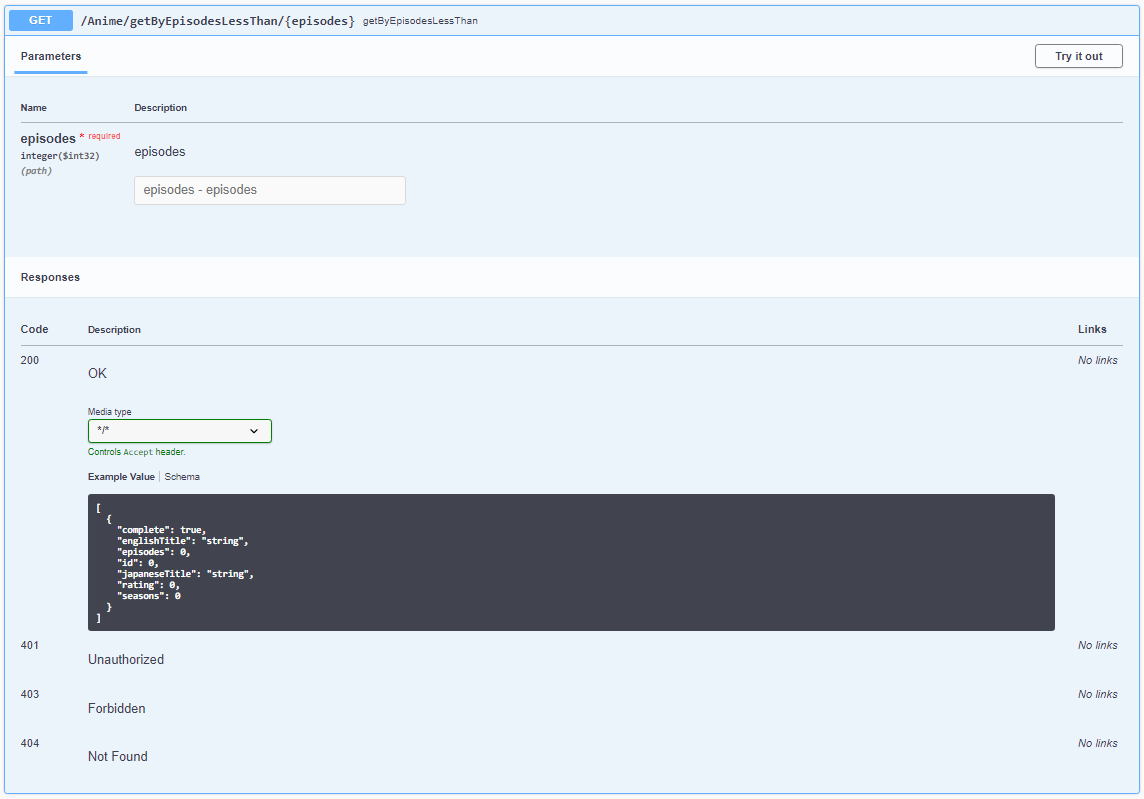 GET /Anime/getByEpisodesLessThan/{episodes} getByEpisodesLessThan
Parameters Try it out
Name Description
episodes * required
integer($int32)
(path)
episodes
episodes - episodes
Responses
Code Description Links
200 No links
OK
Media type
*/*
Controls Accept header.
Example Value Schema
[
  {
    "complete": true,
    "englishTitle": "string",
    "episodes": 0,
    "id": 0,
    "japaneseTitle": "string",
    "rating": 0,
    "seasons": 0
  }
]
401 No links
Unauthorized
403 No links
Forbidden
404 No links
Not Found